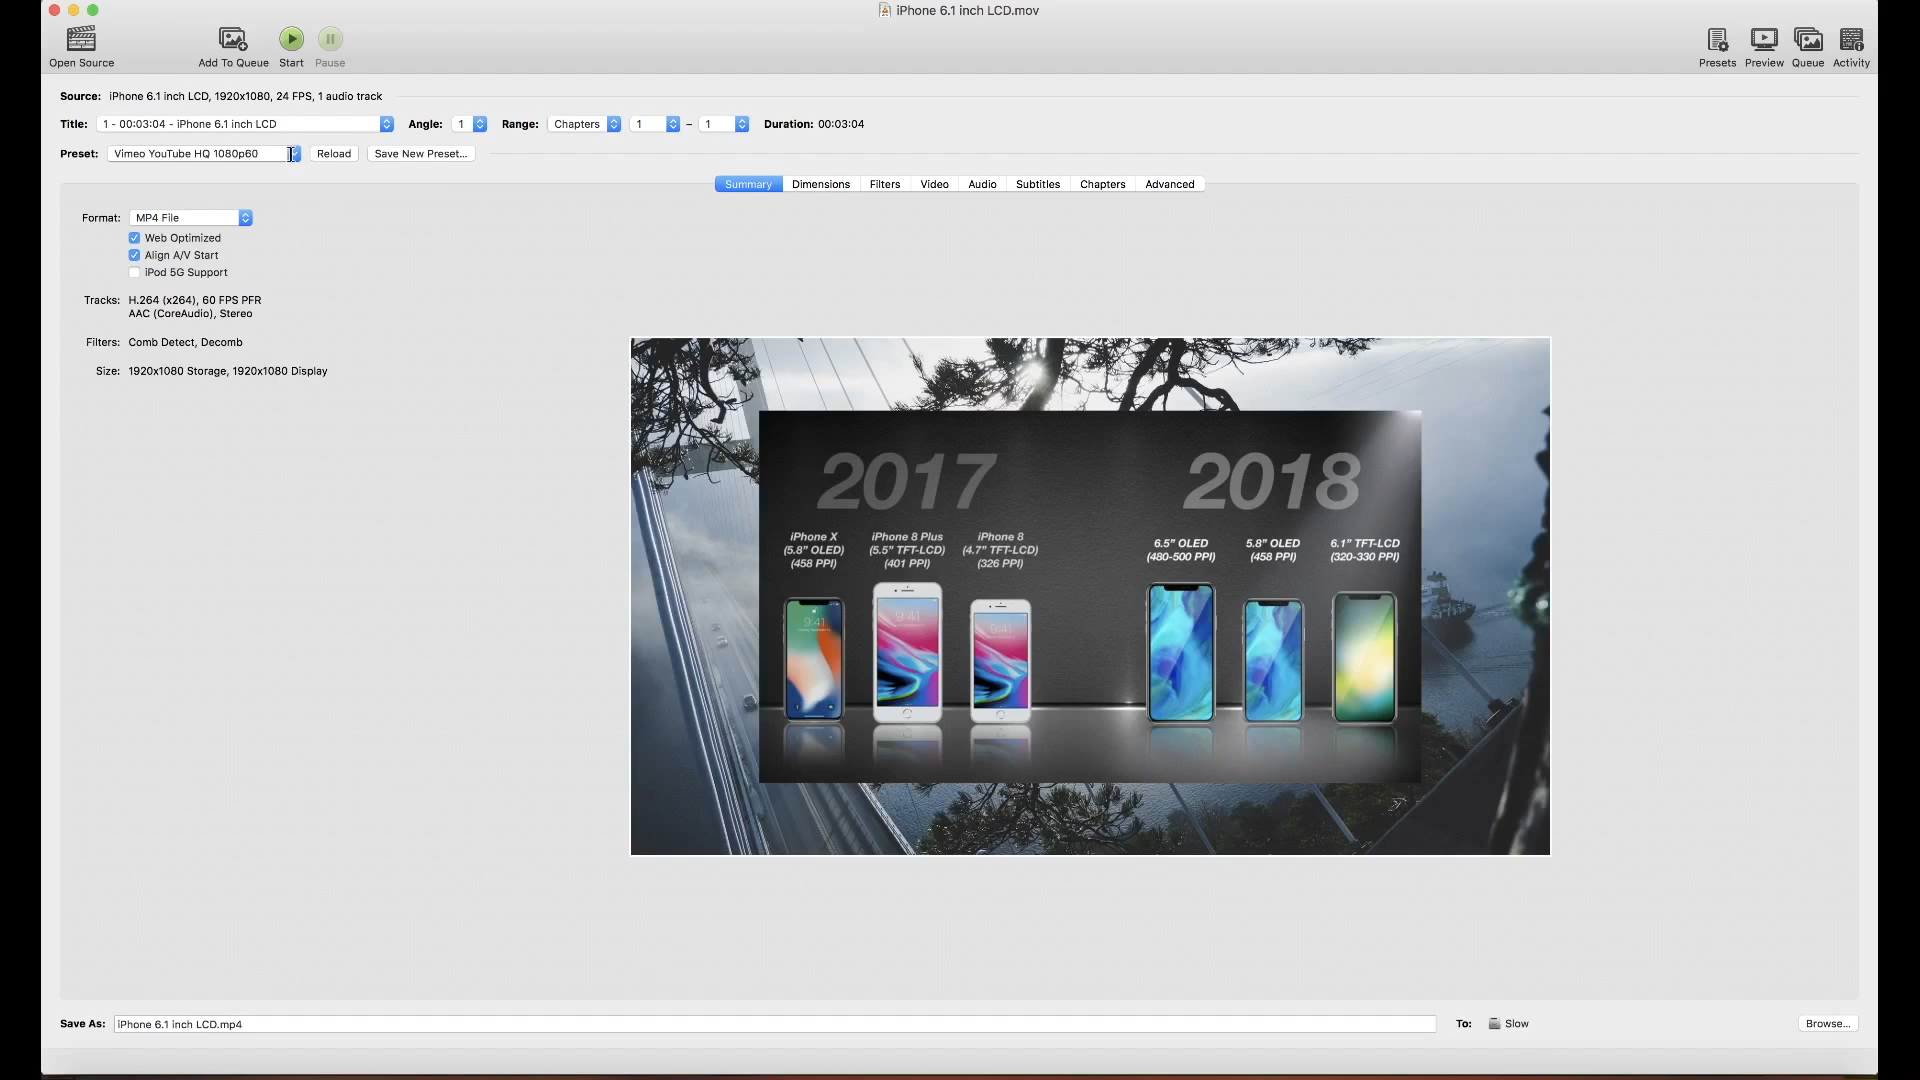 iPhone 6.1 inch LCD.mov
Open Source
Add To Queue
Start
Pause
Presets
Preview
Queue
Activity
Source: iPhone 6.1 inch LCD, 1920x1080, 24 FPS, 1 audio track
Title: 1 - 00:03:04 - iPhone 6.1 inch LCD Angle: 1 Range: Chapters 1 – 1 Duration: 00:03:04
Preset: Vimeo YouTube HQ 1080p60 Reload Save New Preset...
Summary Dimensions Filters Video Audio Subtitles Chapters Advanced
Format: MP4 File
Web Optimized
Align A/V Start
iPod 5G Support
Tracks: H.264 (x264), 60 FPS PFR
AAC (CoreAudio), Stereo
Filters: Comb Detect, Decomb
Size: 1920x1080 Storage, 1920x1080 Display
2017
iPhone X
(5.8" OLED)
(458 PPI)
iPhone 8 Plus
(5.5" TFT-LCD)
(401 PPI)
iPhone 8
(4.7" TFT-LCD)
(326 PPI)
9:41
9:41
9:41
2018
6.5" OLED
(480-500 PPI)
5.8" OLED
(458 PPI)
6.1" TFT-LCD
(320-330 PPI)
Save As: iPhone 6.1 inch LCD.mp4 To: Slow Browse...